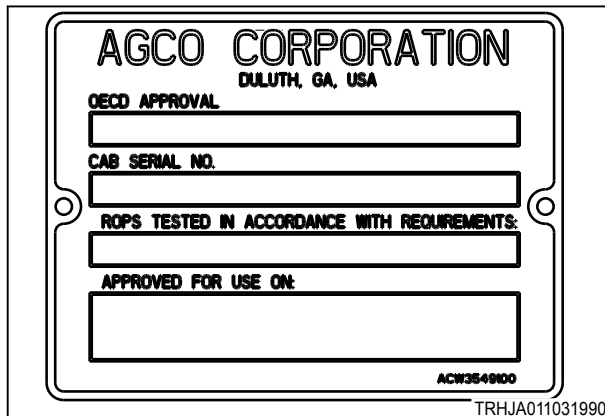 AGCO CORPORATION
DULUTH, GA, USA
OECD APPROVAL
CAB SERIAL NO.
ROPS TESTED IN ACCORDANCE WITH REQUIREMENTS:
APPROVED FOR USE ON:
ACW3549100
TRHJA011031990